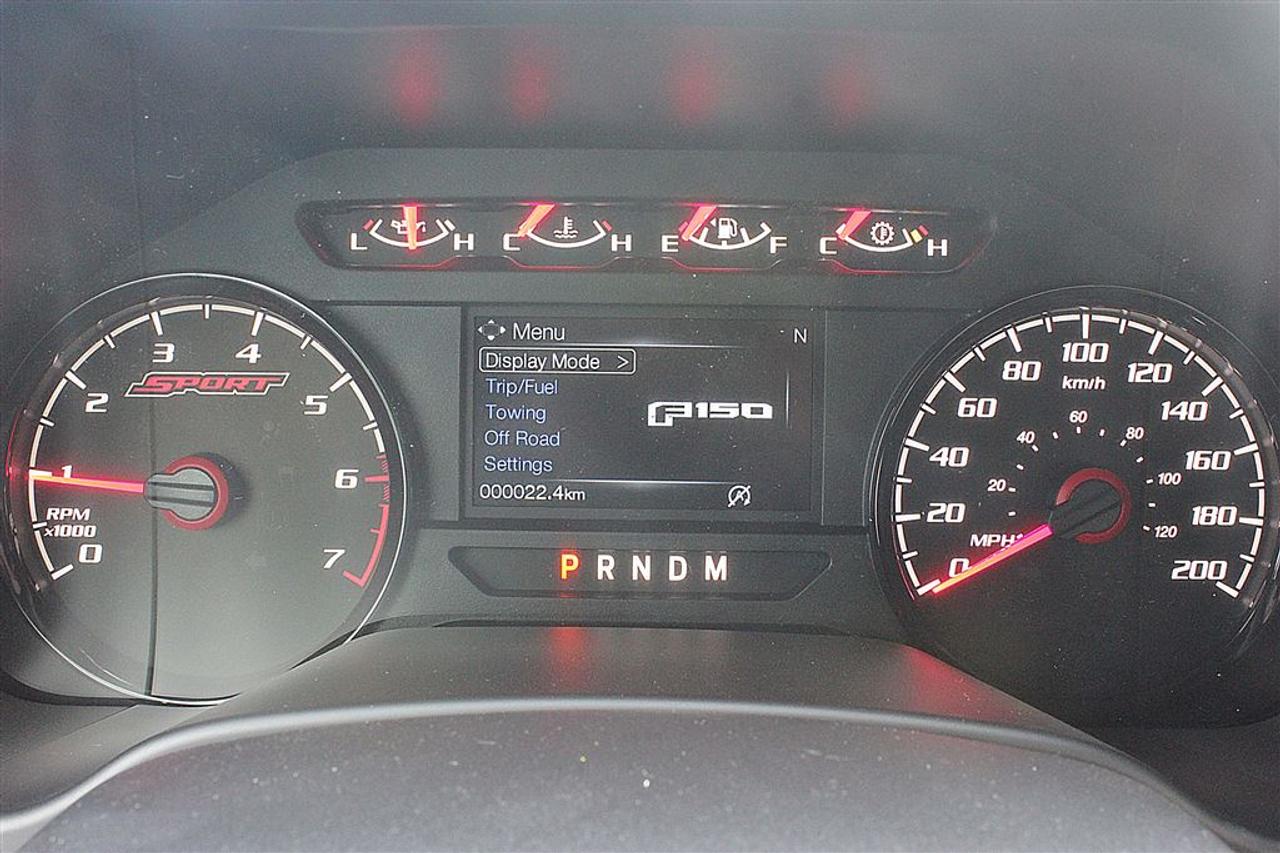 L H C H E F C H
3 4
SPORT
2 5
1 6
RPM
x1000
0 7
Menu N
Display Mode >
Trip/Fuel
Towing
Off Road
Settings
F150
000022.4km
A
P R N D M
100
80 120
km/h
60 140
60
40 80
40 160
20 100
20 180
120
MPH
0 200